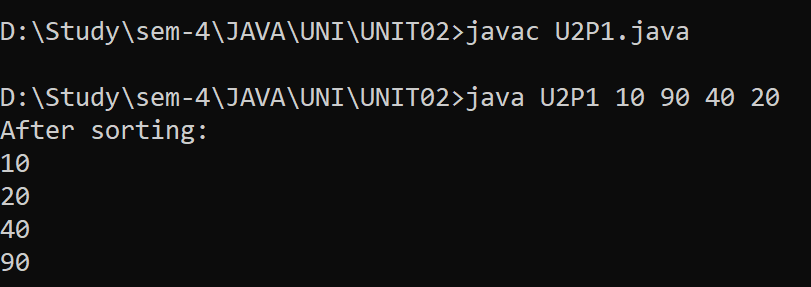 D:\Study\sem-4\JAVA\UNI\UNIT02>javac U2P1.java
D:\Study\sem-4\JAVA\UNI\UNIT02>java U2P1 10 90 40 20
After sorting:
10
20
40
90